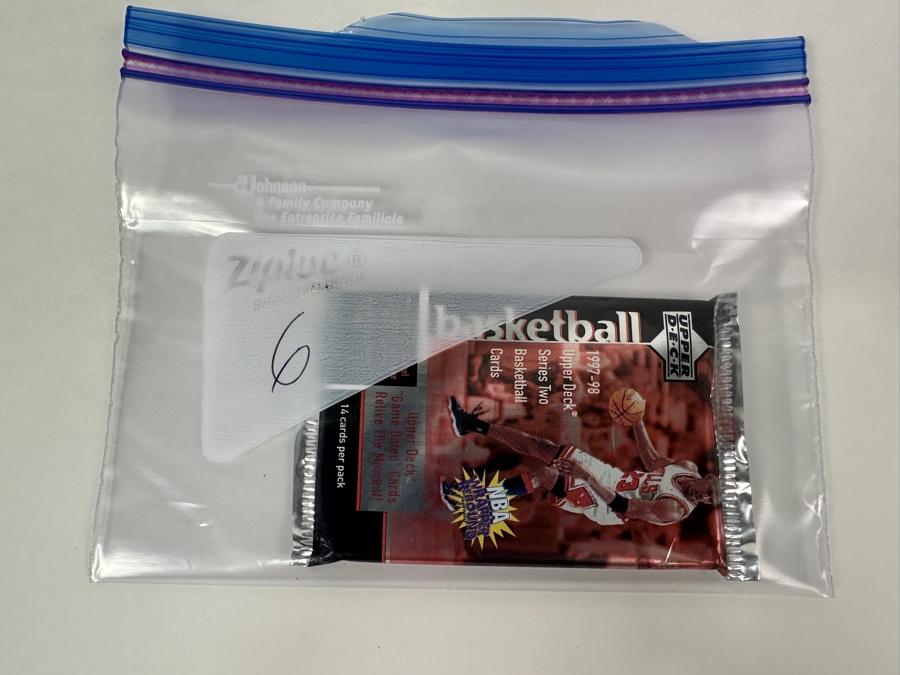 Johnson
A Family Company
Une Entreprise Familiale
Ziploc®
6
basketball
UPPER
DECK
1997-98
Upper Deck®
Series Two
Basketball
Cards
Upper Deck®
"Game Dated" Cards
Relive The Moment!
14 cards per pack
NBA